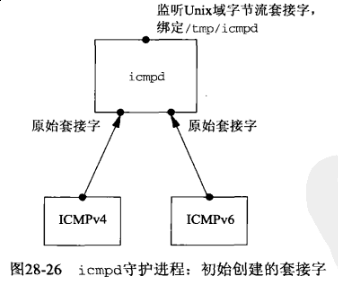 监听Unix域字节流套接字,
绑定/tmp/icmpd
icmpd
原始套接字 原始套接字
ICMPv4 ICMPv6
图28-26 icmpd守护进程：初始创建的套接字